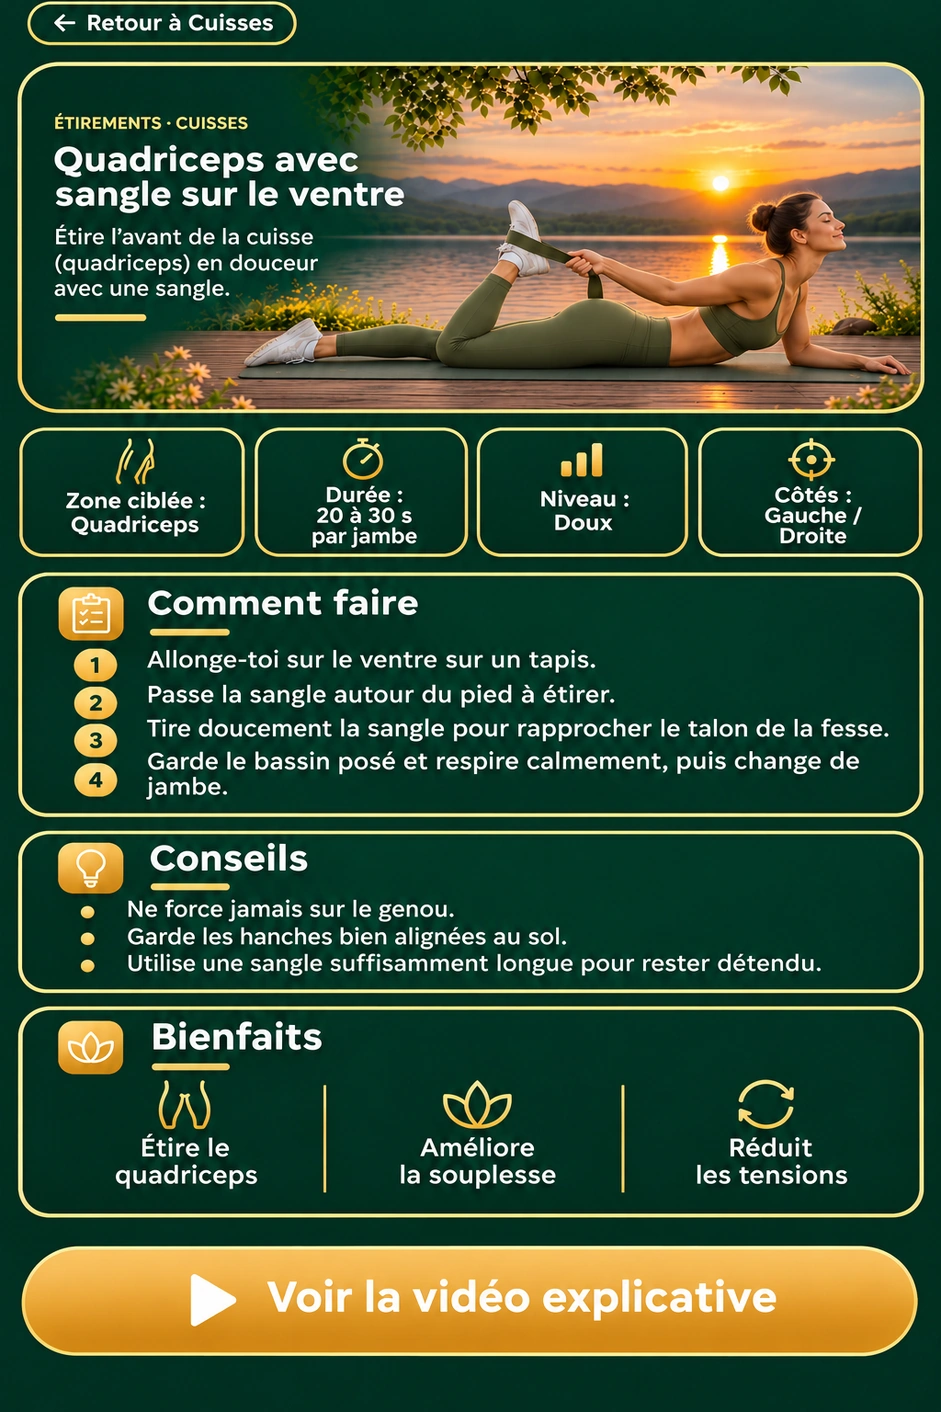 ← Retour à Cuisses
ÉTIREMENTS · CUISSES
Quadriceps avec
sangle sur le ventre
Étire l’avant de la cuisse
(quadriceps) en douceur
avec une sangle.
Zone ciblée :
Quadriceps
Durée :
20 à 30 s
par jambe
Niveau :
Doux
Côtés :
Gauche /
Droite
Comment faire
1 Allonge-toi sur le ventre sur un tapis.
2 Passe la sangle autour du pied à étirer.
3 Tire doucement la sangle pour rapprocher le talon de la fesse.
4 Garde le bassin posé et respire calmement, puis change de
jambe.
Conseils
Ne force jamais sur le genou.
Garde les hanches bien alignées au sol.
Utilise une sangle suffisamment longue pour rester détendu.
Bienfaits
Étire le
quadriceps
Améliore
la souplesse
Réduit
les tensions
Voir la vidéo explicative